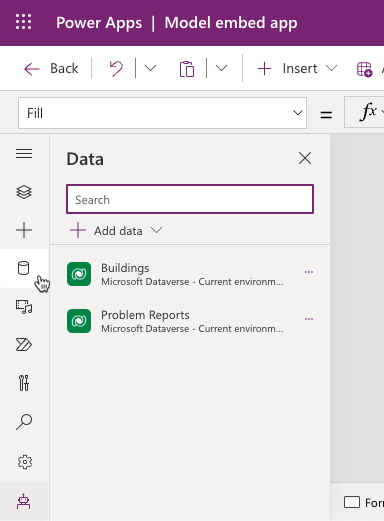 Power Apps | Model embed app
Back
Insert
Fill
=
fx
Data
Search
Add data
Buildings
Microsoft Dataverse - Current environm...
Problem Reports
Microsoft Dataverse - Current environm...
For